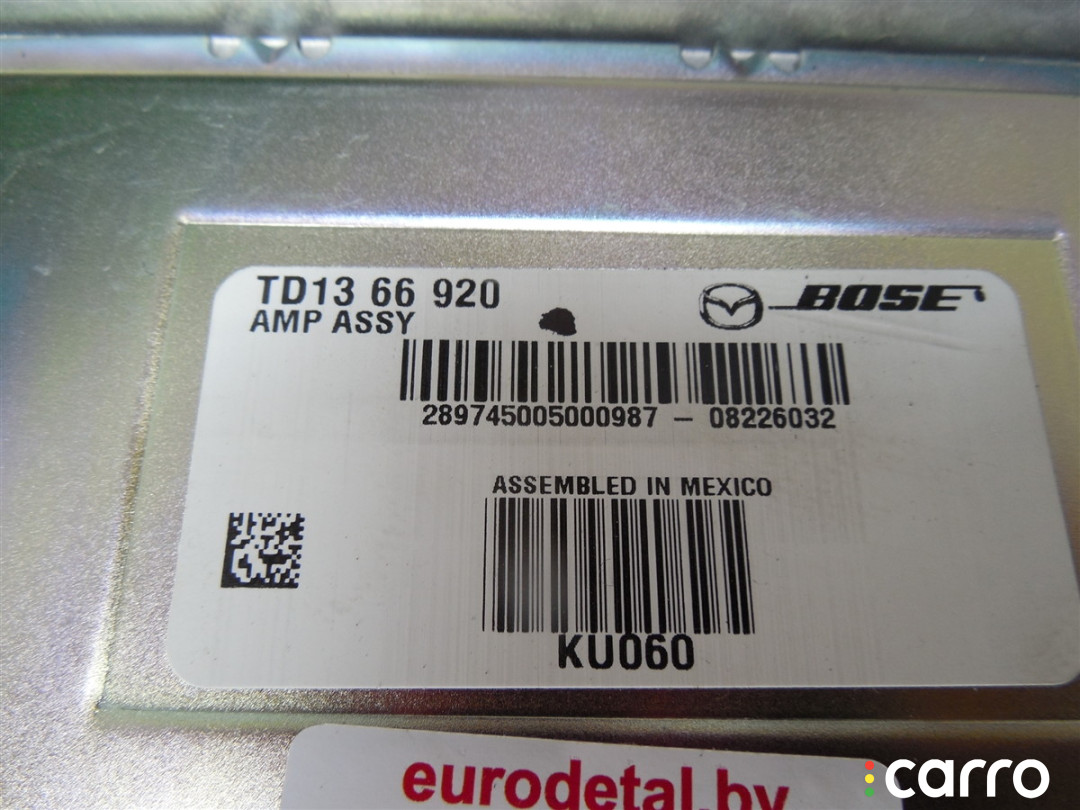 TD13 66 920
BOSE
AMP ASSY
289745005000987 - 08226032
ASSEMBLED IN MEXICO
KU060
eurodetal.by
carro